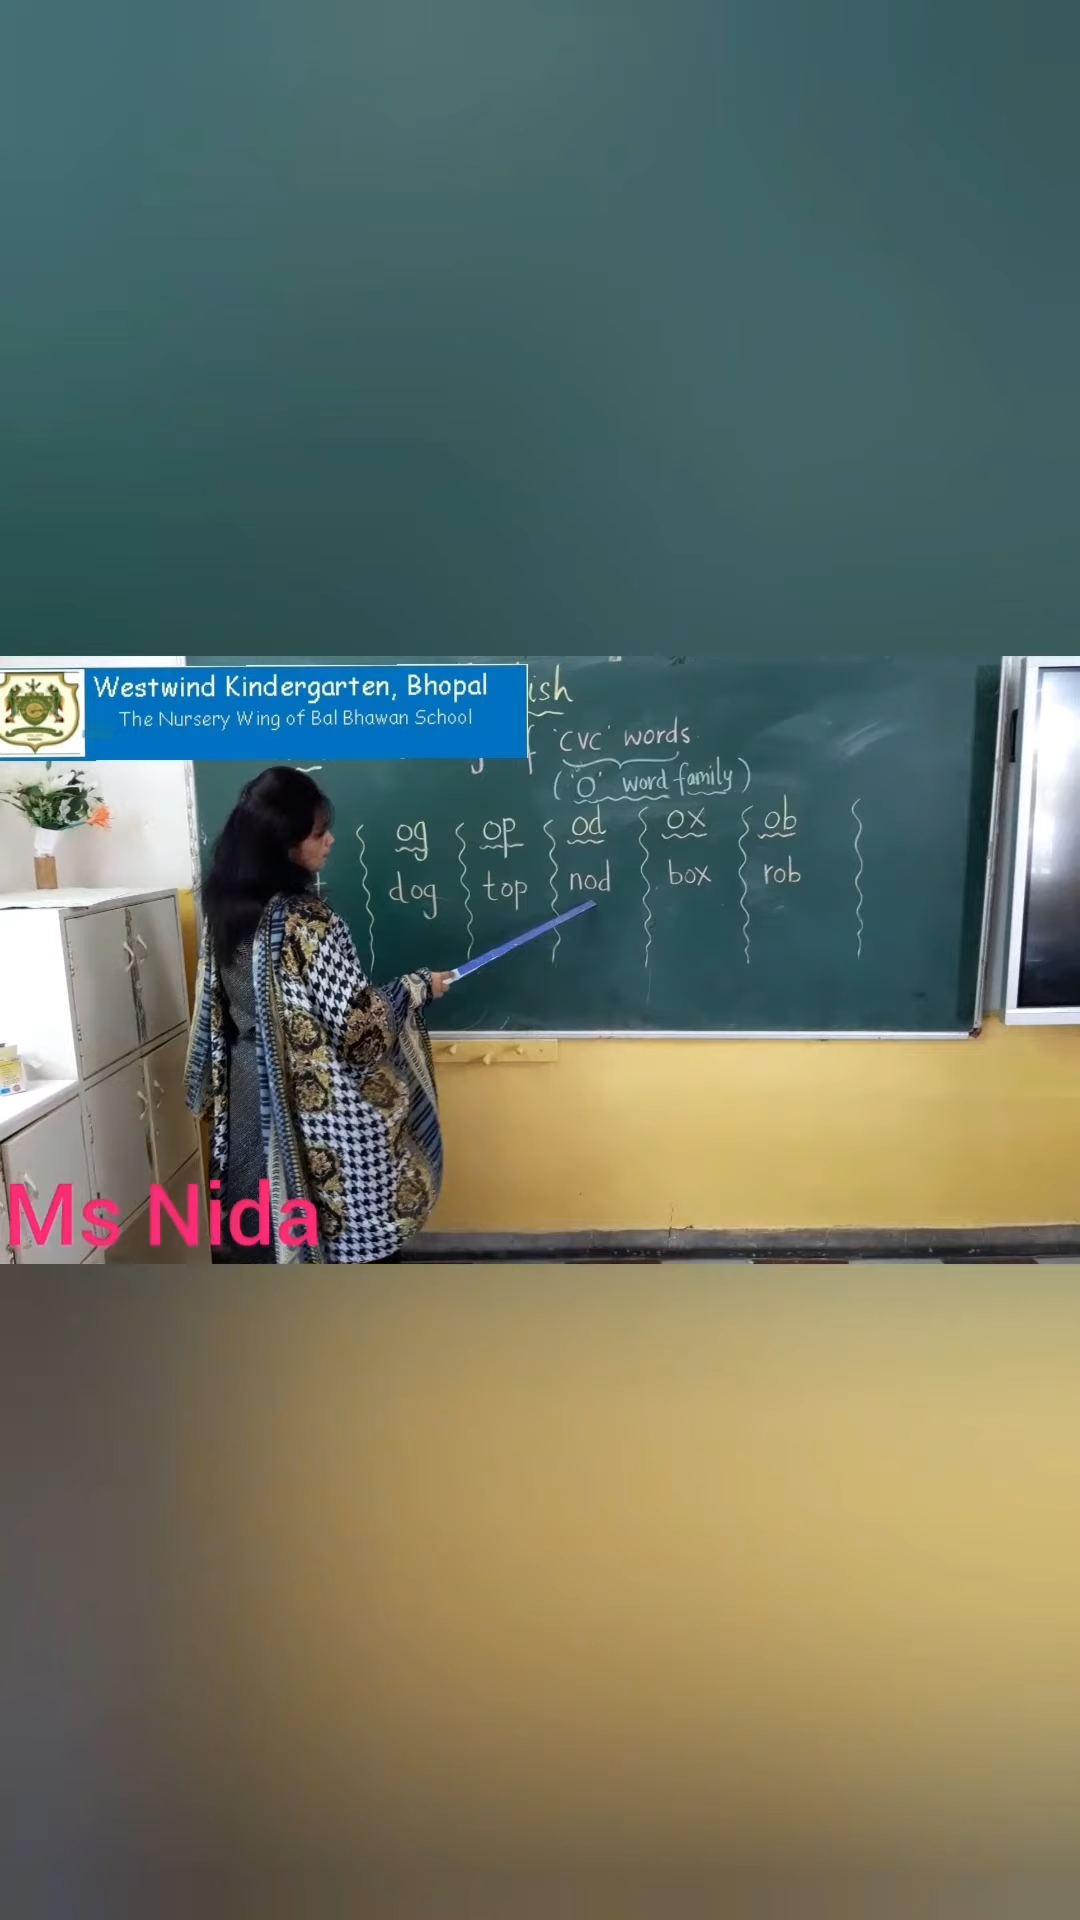 Westwind Kindergarten, Bhopal
The Nursery Wing of Bal Bhawan School
'CVC' words
('O' word family)
og op od ox ob
dog top nod box rob
Ms Nida